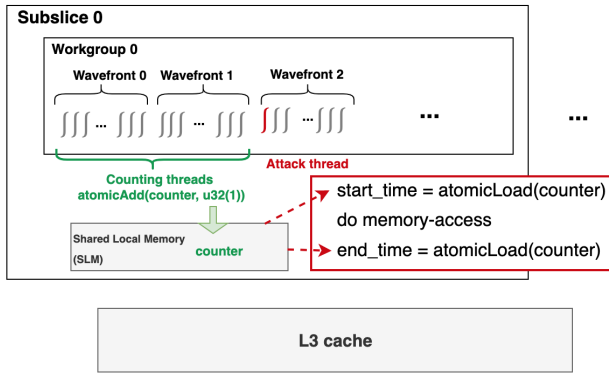 Subslice 0
Workgroup 0
Wavefront 0 Wavefront 1 Wavefront 2
∫∫∫ ... ∫∫∫ ∫∫∫ ... ∫∫∫ ∫∫∫ ... ∫∫∫ ... ...
Attack thread
Counting threads
atomicAdd(counter, u32(1))
start_time = atomicLoad(counter)
do memory-access
end_time = atomicLoad(counter)
Shared Local Memory
(SLM)
counter
L3 cache